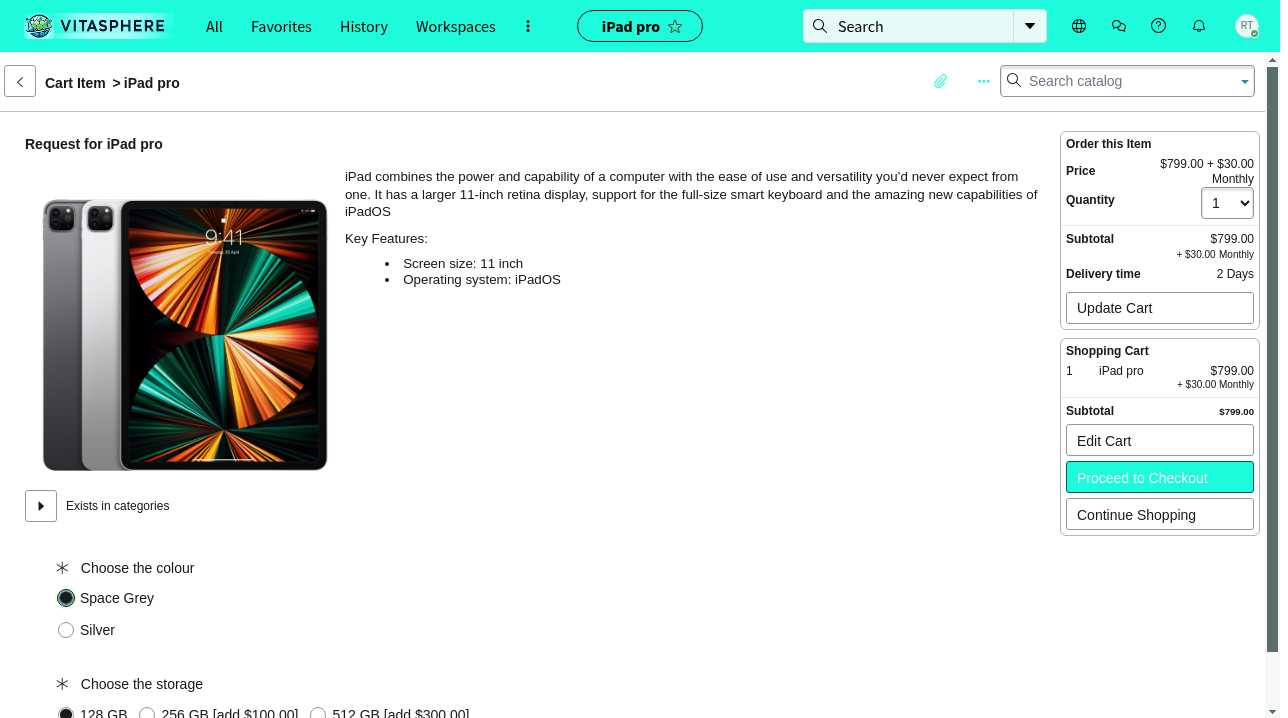 VITASPHERE
All
Favorites
History
Workspaces
iPad pro
Search
RT
Cart Item > iPad pro
Search catalog
Request for iPad pro
iPad combines the power and capability of a computer with the ease of use and versatility you’d never expect from
one. It has a larger 11-inch retina display, support for the full-size smart keyboard and the amazing new capabilities of
iPadOS
Key Features:
Screen size: 11 inch
Operating system: iPadOS
9:41
Exists in categories
Choose the colour
Space Grey
Silver
Choose the storage
128 GB
256 GB [add $100.00]
512 GB [add $300.00]
Order this Item
Price
$799.00 + $30.00
Monthly
Quantity
1
Subtotal
$799.00
+ $30.00 Monthly
Delivery time
2 Days
Update Cart
Shopping Cart
1
iPad pro
$799.00
+ $30.00 Monthly
Subtotal
$799.00
Edit Cart
Proceed to Checkout
Continue Shopping